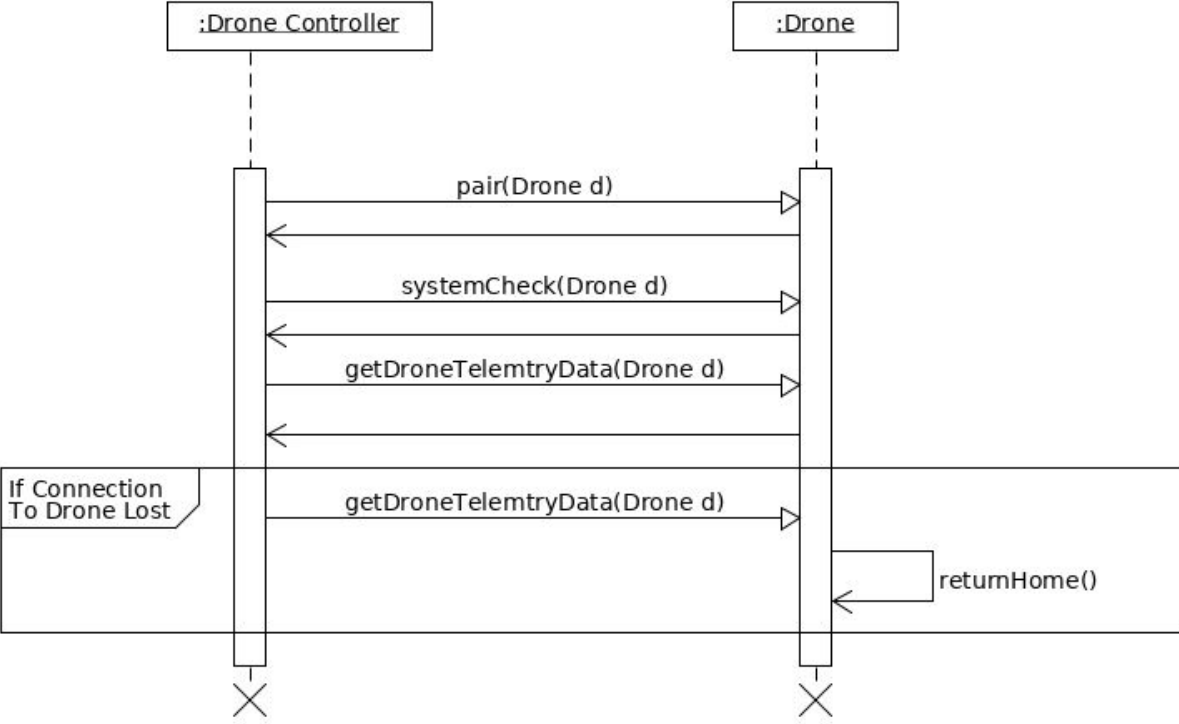 :Drone Controller
:Drone
pair(Drone d)
systemCheck(Drone d)
getDroneTelemtryData(Drone d)
If Connection
To Drone Lost
getDroneTelemtryData(Drone d)
returnHome()